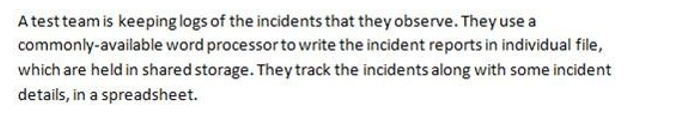 A test team is keeping logs of the incidents that they observe. They use a
commonly-available word processor to write the incident reports in individual file,
which are held in shared storage. They track the incidents along with some incident
details, in a spreadsheet.